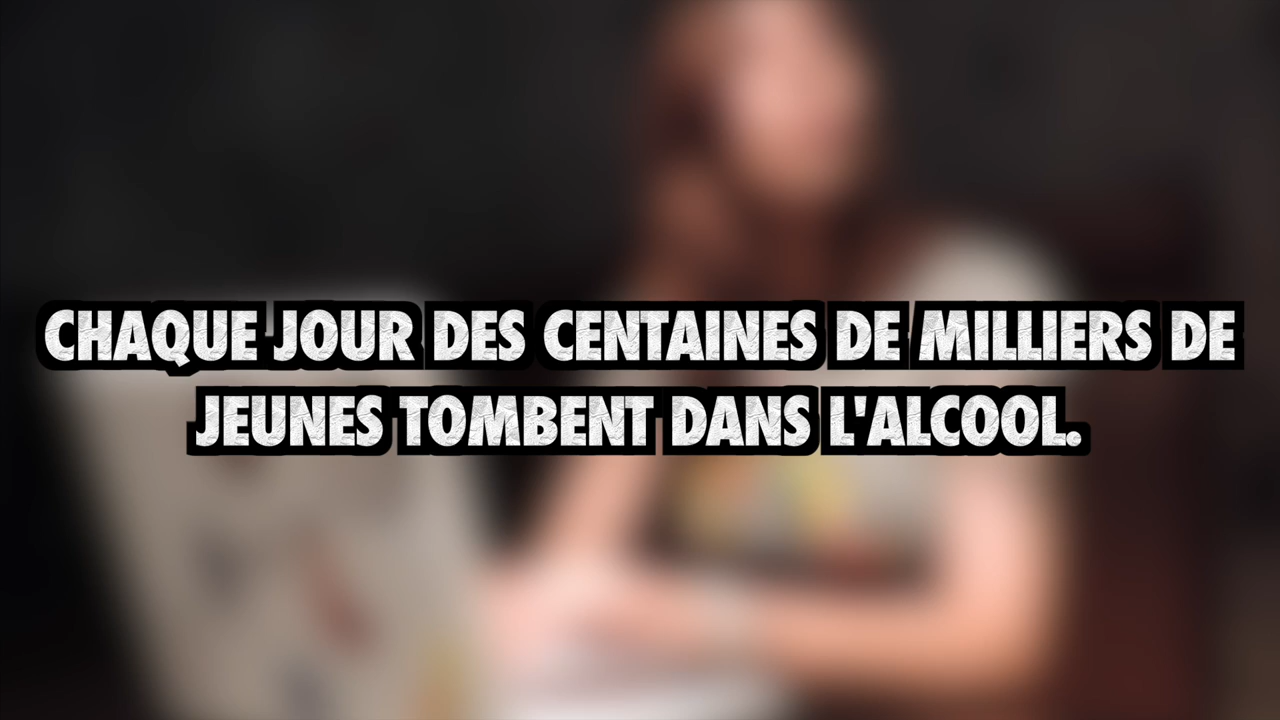 CHAQUE JOUR DES CENTAINES DE MILLIERS DE
JEUNES TOMBENT DANS L'ALCOOL.